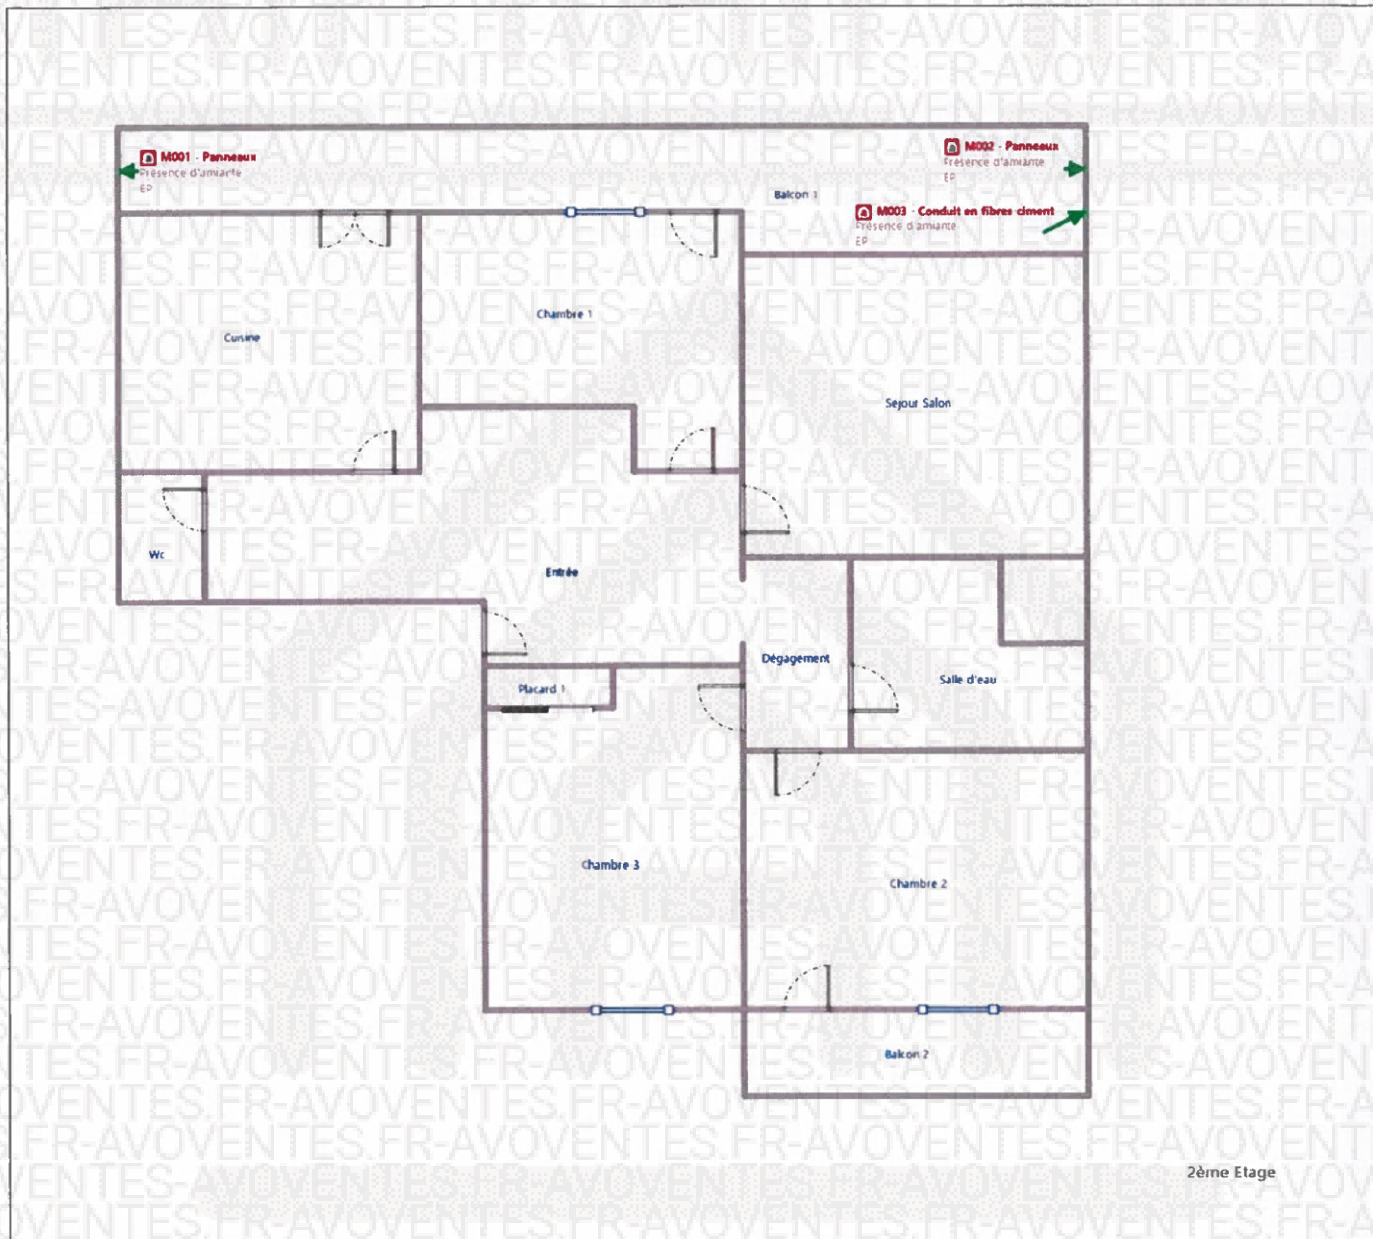 M001 - Panneaux
Présence d'amiante
EP
M002 - Panneaux
Présence d'amiante
EP
Balcon 1
M003 - Conduit en fibres ciment
Présence d'amiante
EP
Chambre 1
Cuisine
Sejour Salon
Wc
Entrée
Dégagement
Placard 1
Salle d'eau
Chambre 3
Chambre 2
Balcon 2
2ème Etage